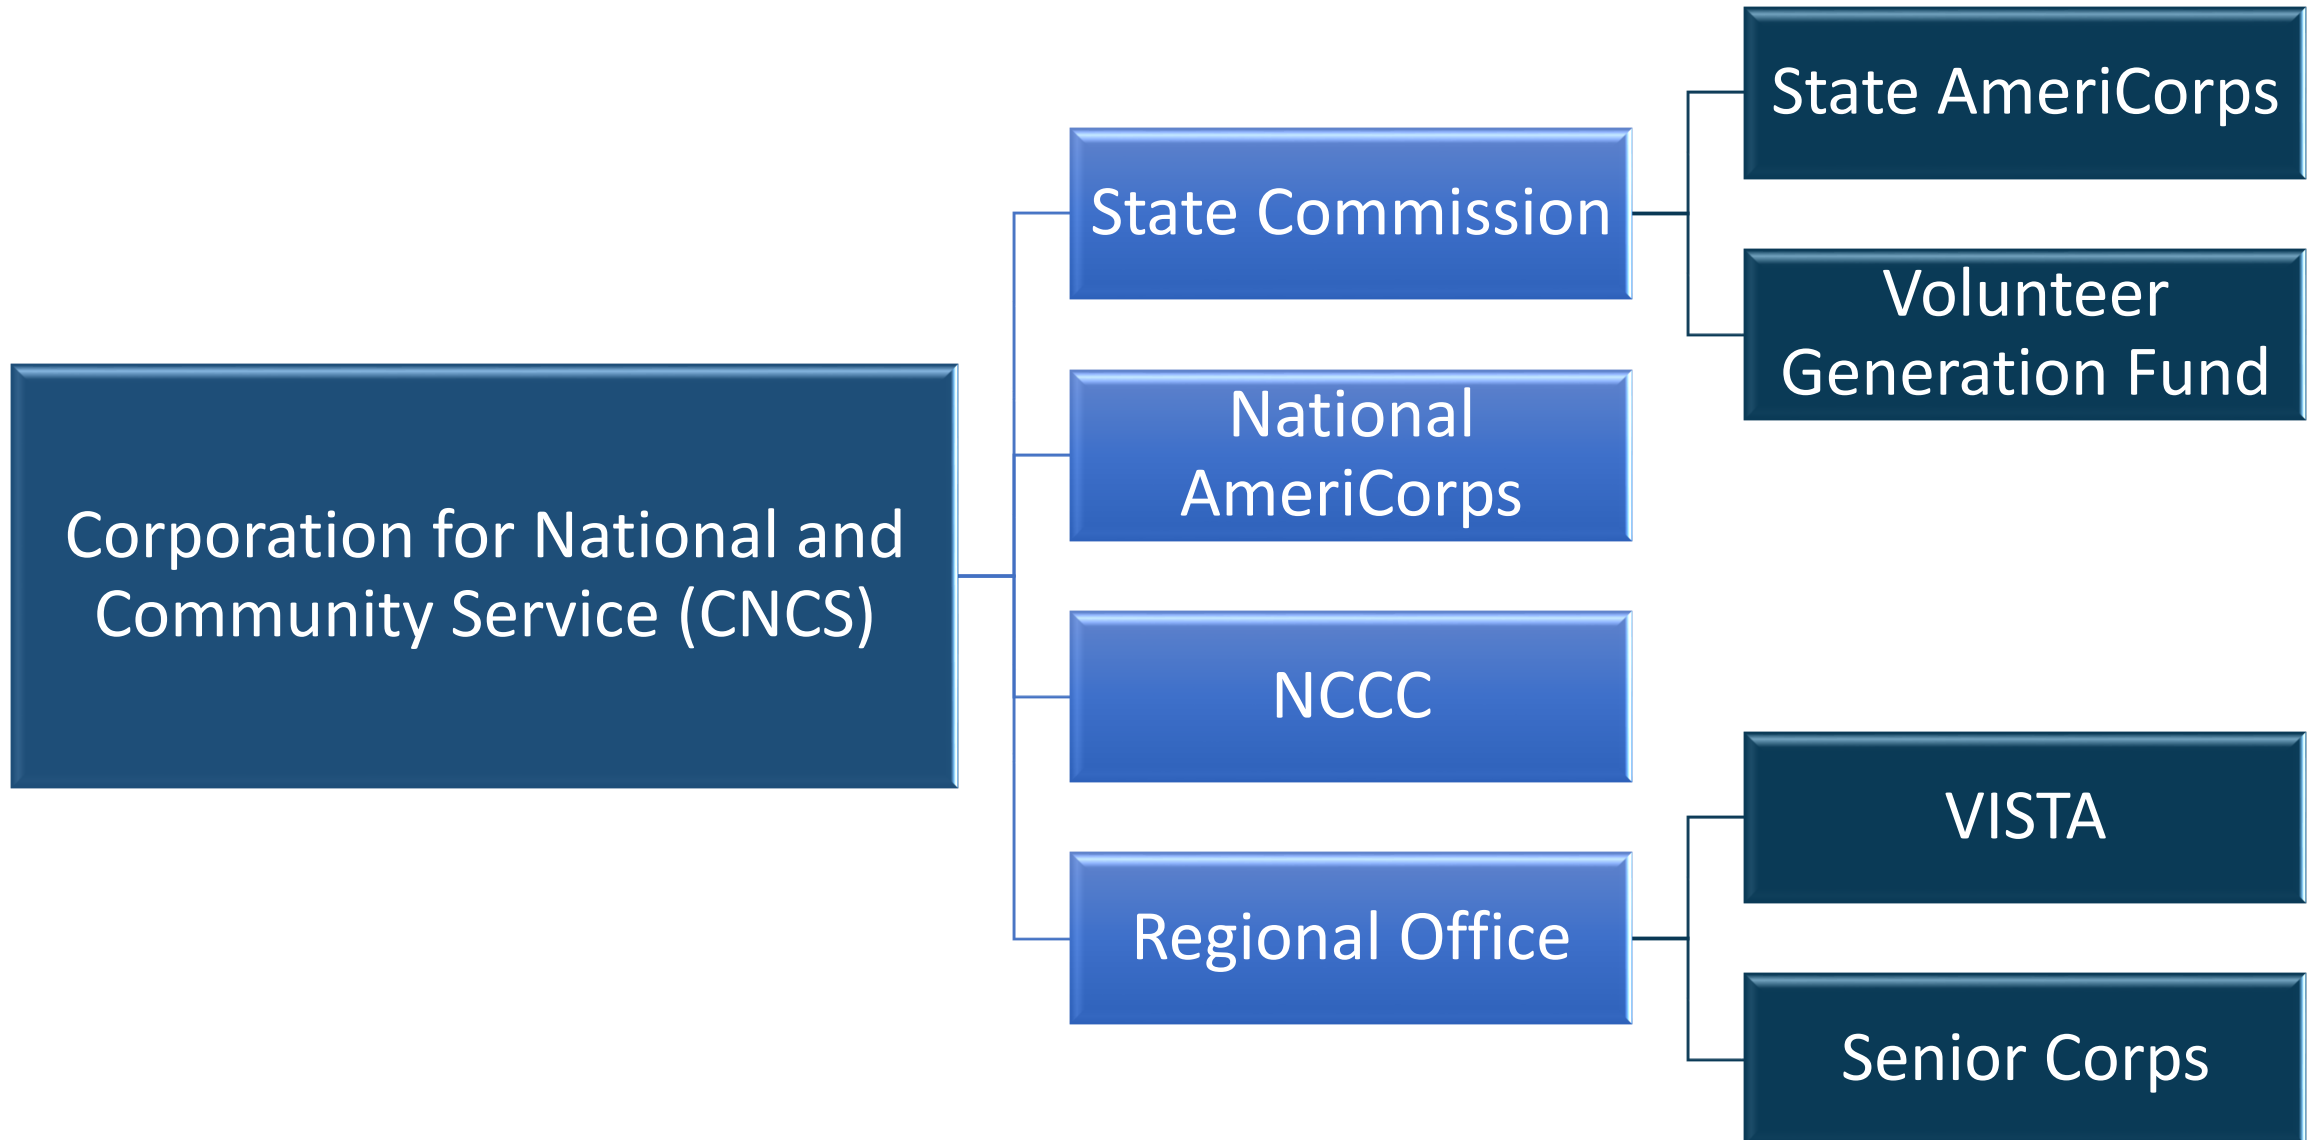 Corporation for National and
Community Service (CNCS)
State Commission
State AmeriCorps
Volunteer
Generation Fund
National
AmeriCorps
NCCC
Regional Office
VISTA
Senior Corps